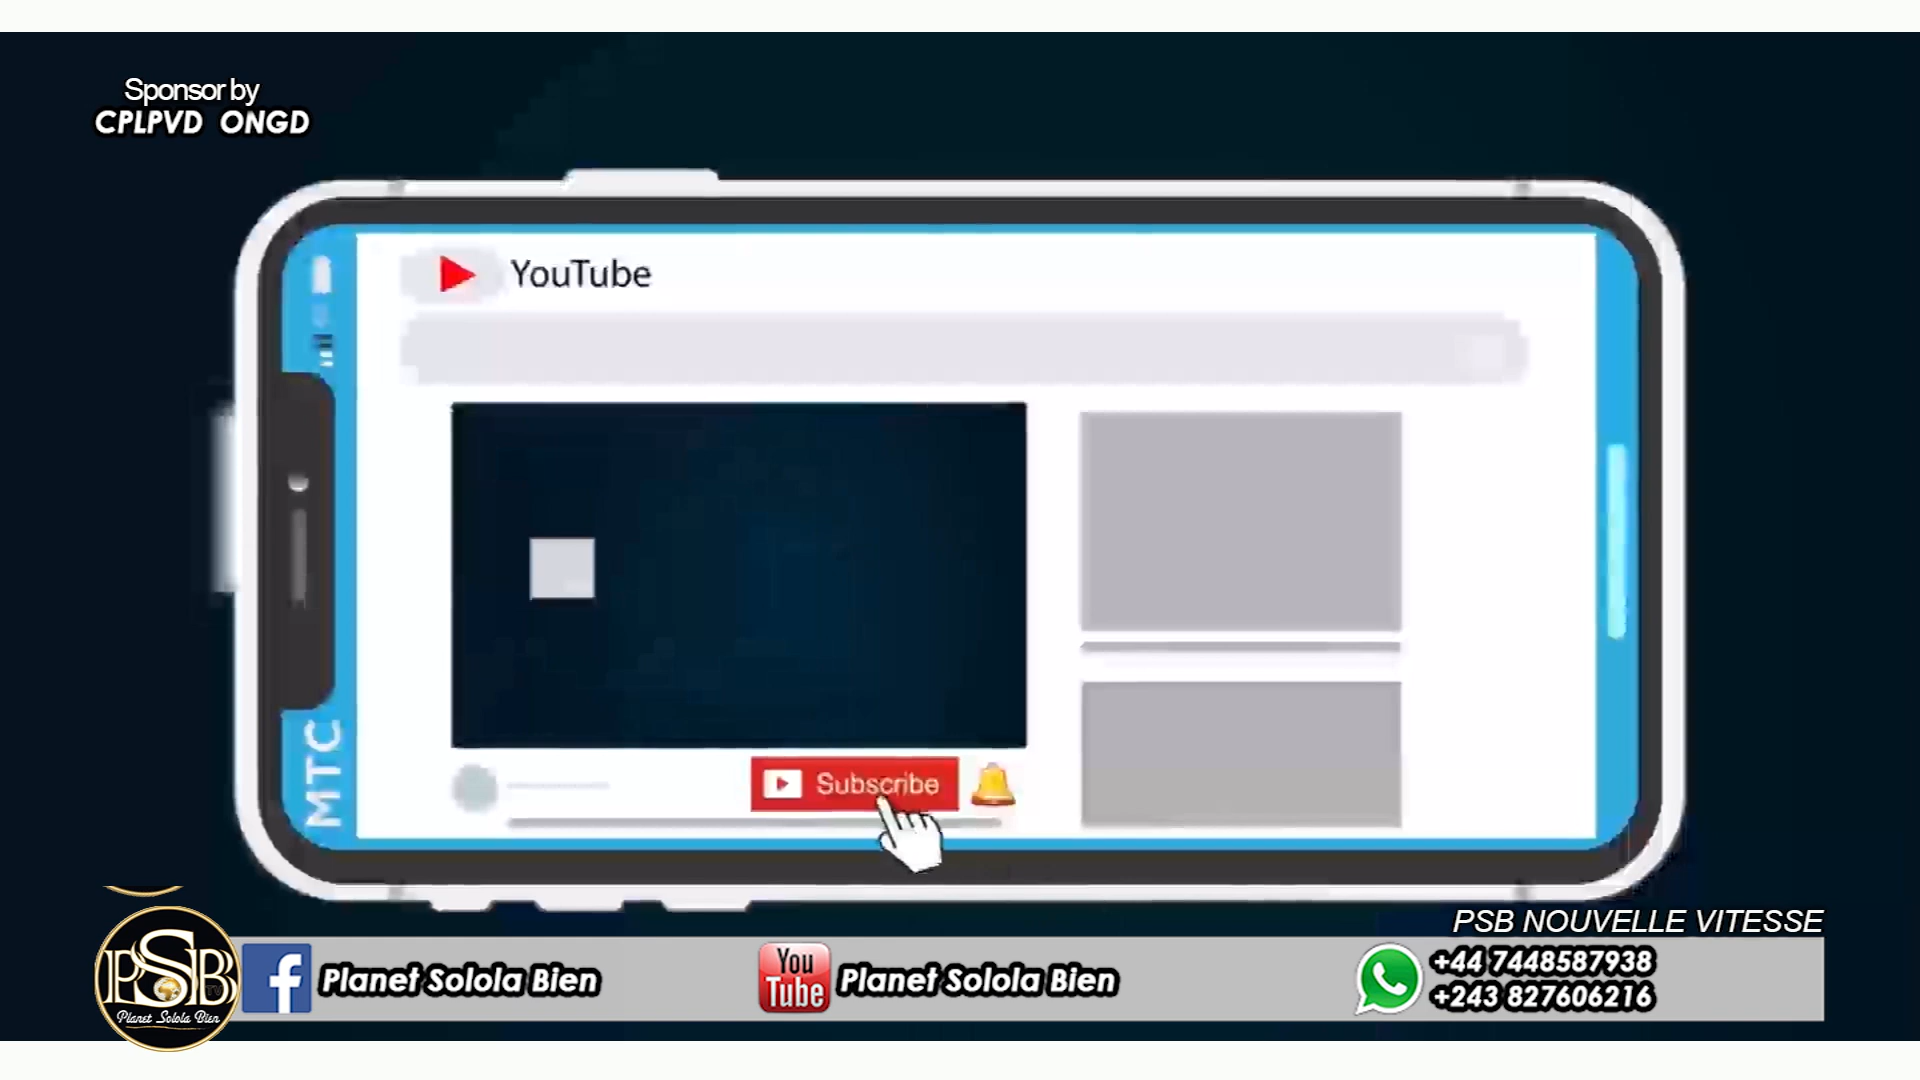 Sponsor by
CPLPVD ONGD
YouTube
MTC
Subscribe
PSB NOUVELLE VITESSE
PSB
TV
Planet Solola Bien
Planet Solola Bien
You
Tube
Planet Solola Bien
+44 7448587938
+243 827606216